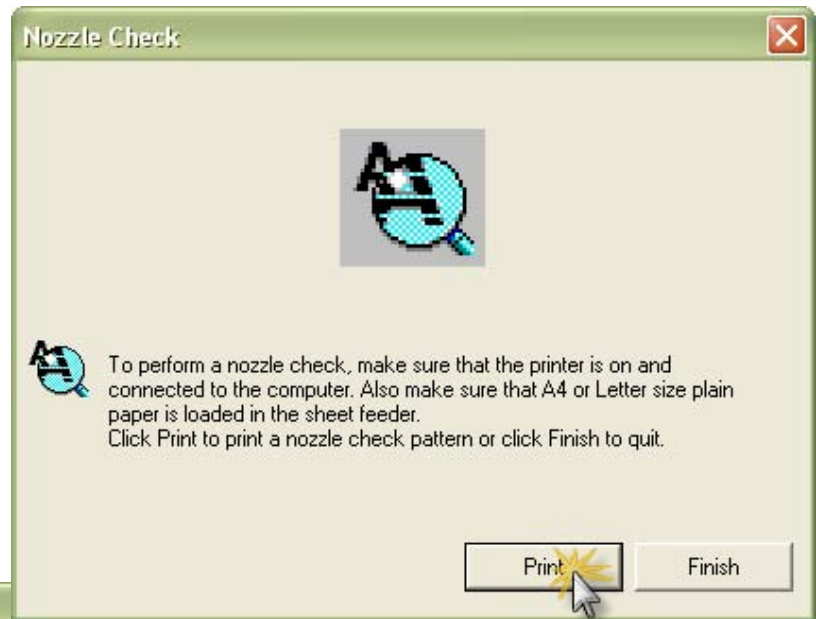 Nozzle Check
To perform a nozzle check, make sure that the printer is on and
connected to the computer. Also make sure that A4 or Letter size plain
paper is loaded in the sheet feeder.
Click Print to print a nozzle check pattern or click Finish to quit.
Print
Finish